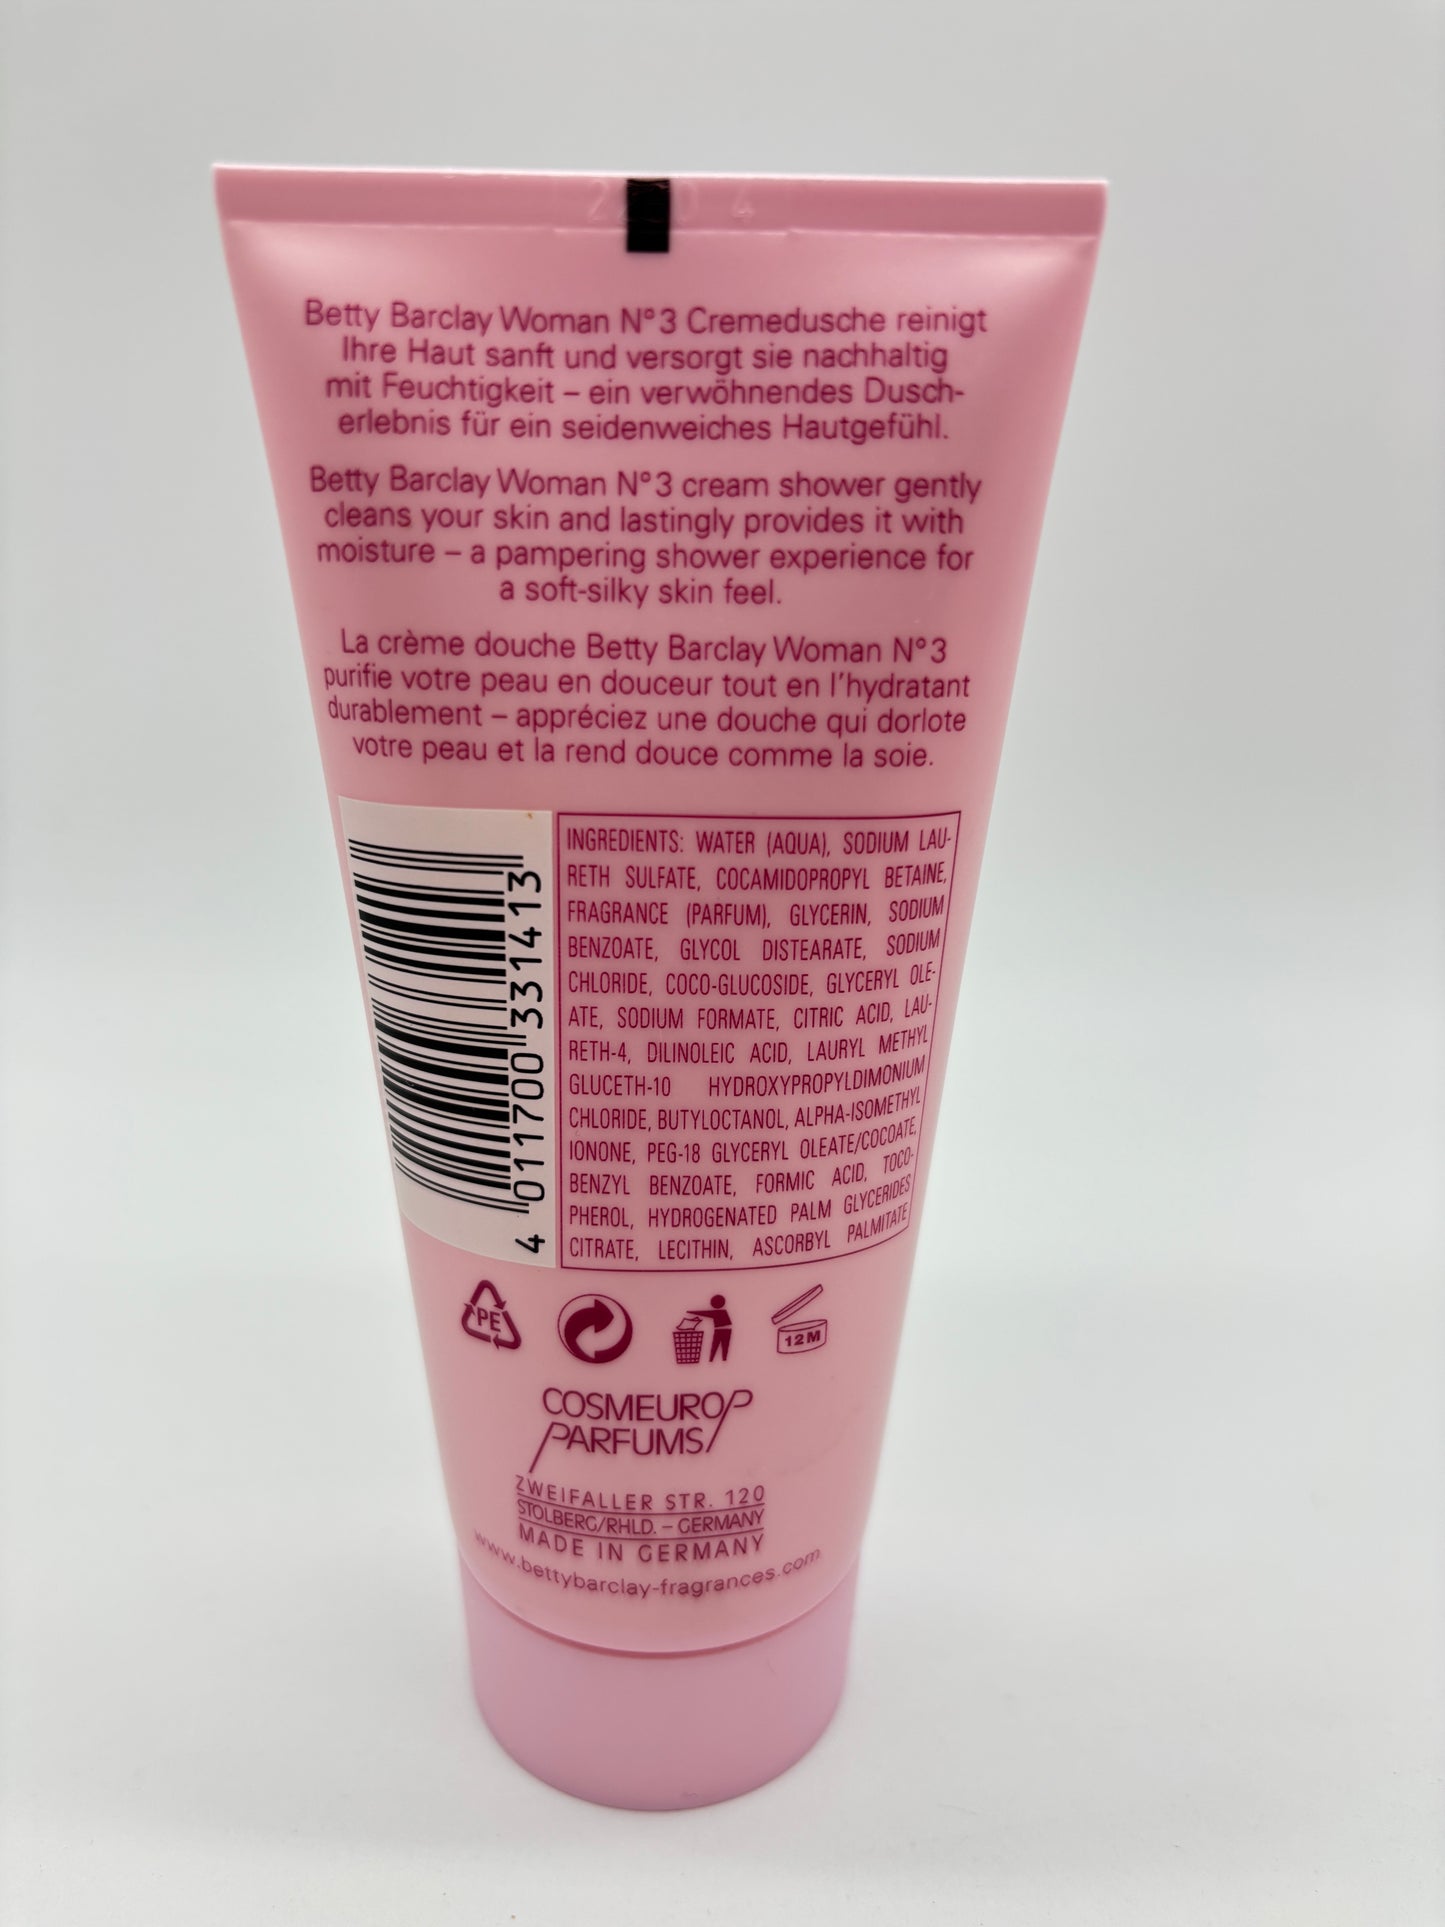 Betty Barclay Woman N°3 Cremedusche reinigt
Ihre Haut sanft und versorgt sie nachhaltig
mit Feuchtigkeit – ein verwöhnendes Dusch-
erlebnis für ein seidenweiches Hautgefühl.
Betty Barclay Woman N°3 cream shower gently
cleans your skin and lastingly provides it with
moisture – a pampering shower experience for
a soft-silky skin feel.
La crème douche Betty Barclay Woman N°3
purifie votre peau en douceur tout en l'hydratant
durablement – appréciez une douche qui dorlote
votre peau et la rend douce comme la soie.
4 011700 331413
INGREDIENTS: WATER (AQUA), SODIUM LAU-
RETH SULFATE, COCAMIDOPROPYL BETAINE,
FRAGRANCE (PARFUM), GLYCERIN, SODIUM
BENZOATE, GLYCOL DISTEARATE, SODIUM
CHLORIDE, COCO-GLUCOSIDE, GLYCERYL OLE-
ATE, SODIUM FORMATE, CITRIC ACID, LAU-
RETH-4, DILINOLEIC ACID, LAURYL METHYL
GLUCETH-10 HYDROXYPROPYLDIMONIUM
CHLORIDE, BUTYLOCTANOL, ALPHA-ISOMETHYL
IONONE, PEG-18 GLYCERYL OLEATE/COCOATE,
BENZYL BENZOATE, FORMIC ACID, TOCO-
PHEROL, HYDROGENATED PALM GLYCERIDES
CITRATE, LECITHIN, ASCORBYL PALMITATE
PE
12 M
COSMEUROP
PARFUMS
ZWEIFALLER STR. 120
STOLBERG/RHLD. – GERMANY
MADE IN GERMANY
www.bettybarclay-fragrances.com